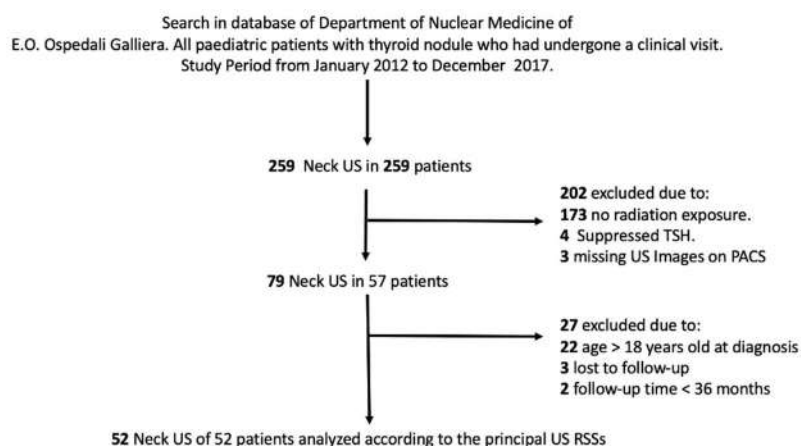 Search in database of Department of Nuclear Medicine of
E.O. Ospedali Galliera. All paediatric patients with thyroid nodule who had undergone a clinical visit.
Study Period from January 2012 to December 2017.
259 Neck US in 259 patients
202 excluded due to:
173 no radiation exposure.
4 Suppressed TSH.
3 missing US Images on PACS
79 Neck US in 57 patients
27 excluded due to:
22 age > 18 years old at diagnosis
3 lost to follow-up
2 follow-up time < 36 months
52 Neck US of 52 patients analyzed according to the principal US RSSs